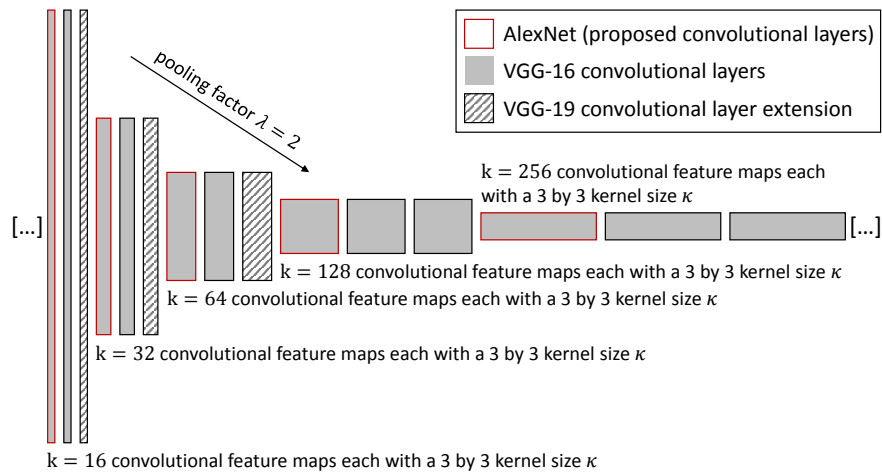 AlexNet (proposed convolutional layers)
VGG-16 convolutional layers
VGG-19 convolutional layer extension
pooling factor λ = 2
k = 256 convolutional feature maps each
with a 3 by 3 kernel size κ
[...]
[...]
k = 128 convolutional feature maps each with a 3 by 3 kernel size κ
k = 64 convolutional feature maps each with a 3 by 3 kernel size κ
k = 32 convolutional feature maps each with a 3 by 3 kernel size κ
k = 16 convolutional feature maps each with a 3 by 3 kernel size κ